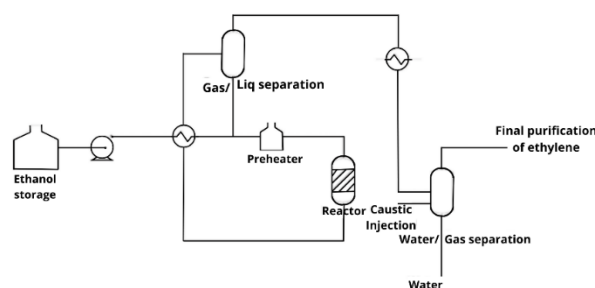 Gas/ Liq separation
Ethanol
storage
Preheater
Reactor
Caustic
Injection
Water/ Gas separation
Final purification
of ethylene
Water